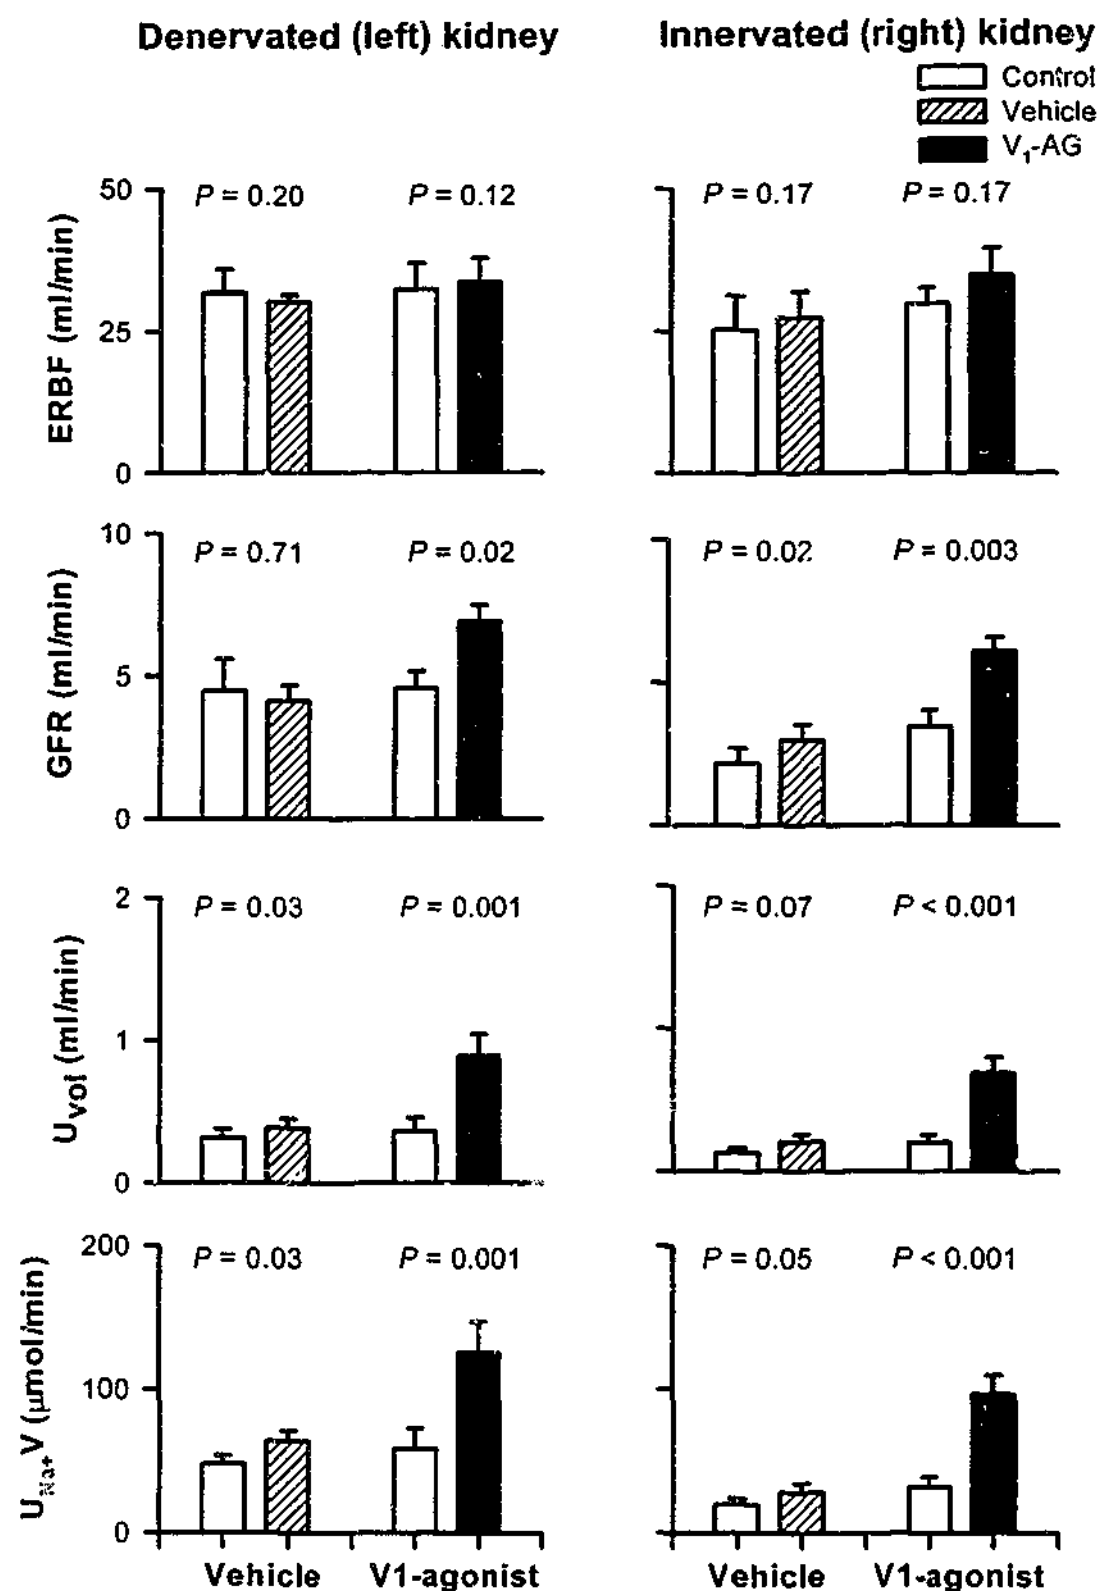 Denervated (left) kidney
Innervated (right) kidney
Control
Vehicle
V₁-AG
ERBF (ml/min)
50
25
0
P = 0.20
P = 0.12
P = 0.17
P = 0.17
GFR (ml/min)
10
5
0
P = 0.71
P = 0.02
P = 0.02
P = 0.003
Uvol (ml/min)
2
1
0
P = 0.03
P = 0.001
P = 0.07
P < 0.001
U Na+ V (μmol/min)
200
100
0
P = 0.03
P = 0.001
P = 0.05
P < 0.001
Vehicle
V1-agonist
Vehicle
V1-agonist